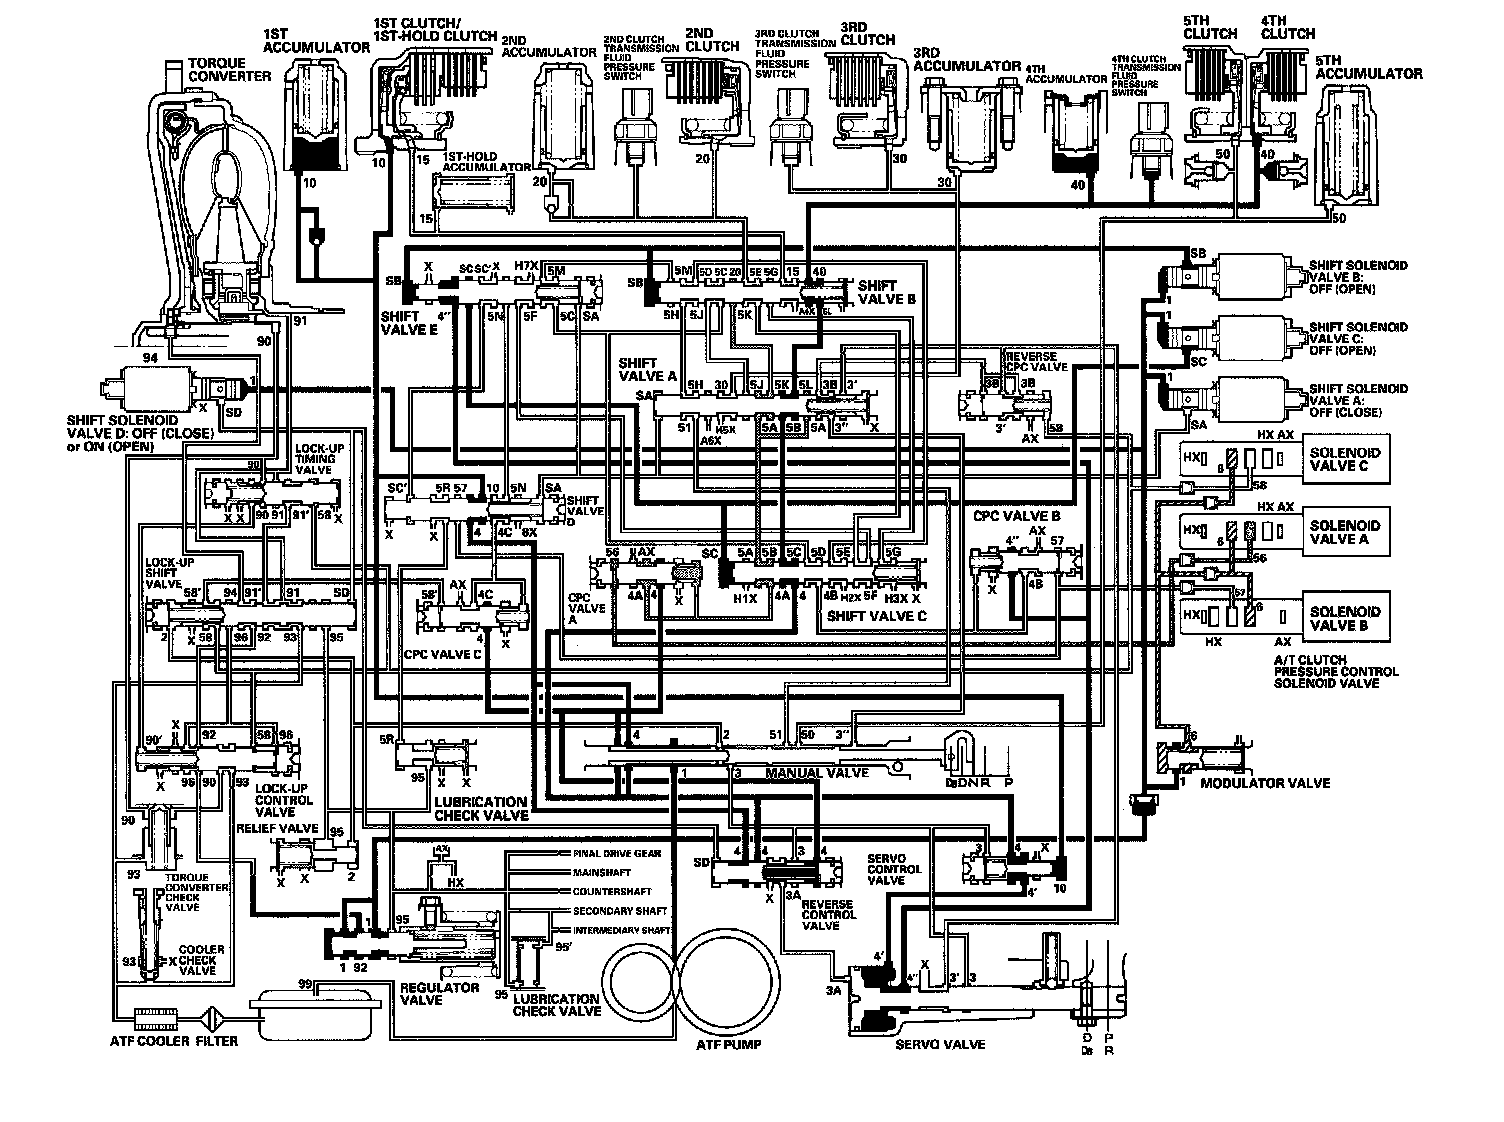 1ST
ACCUMULATOR
1ST CLUTCH/
1ST-HOLD CLUTCH
2ND
ACCUMULATOR
2ND CLUTCH
TRANSMISSION
FLUID
PRESSURE
SWITCH
2ND
CLUTCH
3RD CLUTCH
TRANSMISSION
FLUID
PRESSURE
SWITCH
3RD
CLUTCH
3RD
ACCUMULATOR
4TH
ACCUMULATOR
4TH CLUTCH
TRANSMISSION
FLUID
PRESSURE
SWITCH
5TH
CLUTCH
4TH
CLUTCH
5TH
ACCUMULATOR
TORQUE
CONVERTER
10
10
15
1ST-HOLD
ACCUMULATOR
15
20
20
30
30
40
50
40
50
91
90
94
SB
X
SC
SC'
X
H7X
5M
SB
5M
5D
5C
20
5E
5G
15
40
SHIFT
VALVE E
4"
5N
5F
5C
SA
5H
5J
5K
SHIFT
VALVE B
SB
SHIFT SOLENOID
VALVE B:
OFF (OPEN)
1
1
SHIFT SOLENOID
VALVE C:
OFF (OPEN)
SC
1
SHIFT SOLENOID
VALVE A:
OFF (CLOSE)
SA
SHIFT
VALVE A
SA
5H
30
5J
5K
5L
3B
3'
51
A6X
5A
5B
5A
3"
X
REVERSE
CPC VALVE
3B
3B
3'
AX
58
1
X
SD
SHIFT SOLENOID
VALVE D: OFF (CLOSE)
or ON (OPEN)
LOCK-UP
TIMING
VALVE
90
X X
90
91
91'
58
X
HX AX
HX
6
58
SOLENOID
VALVE C
HX AX
HX
6
56
SOLENOID
VALVE A
57
6
HX
HX
AX
SOLENOID
VALVE B
A/T CLUTCH
PRESSURE CONTROL
SOLENOID VALVE
SC'
5R
57
10
5N
SA
SHIFT
VALVE
D
X
X
4
4C
CPC VALVE B
AX
4"
57
X
4B
56
AX
CPC
VALVE
A
4A
4
X
SC
5A
5B
5C
5D
5E
5G
H1X
4A
4
4B
H2X
5F
H3X
X
SHIFT VALVE C
LOCK-UP
SHIFT
VALVE
58'
94
91'
91
SD
2
X
58
96
92
93
X
95
58'
AX
4C
4
X
CPC VALVE C
X
90'
92
58
96
X
96
90
93
LOCK-UP
CONTROL
VALVE
5R
95
X
X
LUBRICATION
CHECK VALVE
4
2
51
50
3"
1
3
MANUAL VALVE
D5
D
N
R
P
6
1
MODULATOR VALVE
90
93
TORQUE
CONVERTER
CHECK
VALVE
RELIEF VALVE
95
X
X
2
AX
HX
FINAL DRIVE GEAR
MAINSHAFT
COUNTERSHAFT
SECONDARY SHAFT
INTERMEDIARY SHAFT
SD
4
4
3
4
X
3A
REVERSE
CONTROL
VALVE
SERVO
CONTROL
VALVE
3
4
X
4'
10
93
X
COOLER
CHECK
VALVE
1
95
1
92
REGULATOR
VALVE
95'
95
LUBRICATION
CHECK VALVE
99
ATF COOLER
FILTER
ATF PUMP
4'
4"
X
3'
3
3A
SERVO VALVE
D
D5
P
R